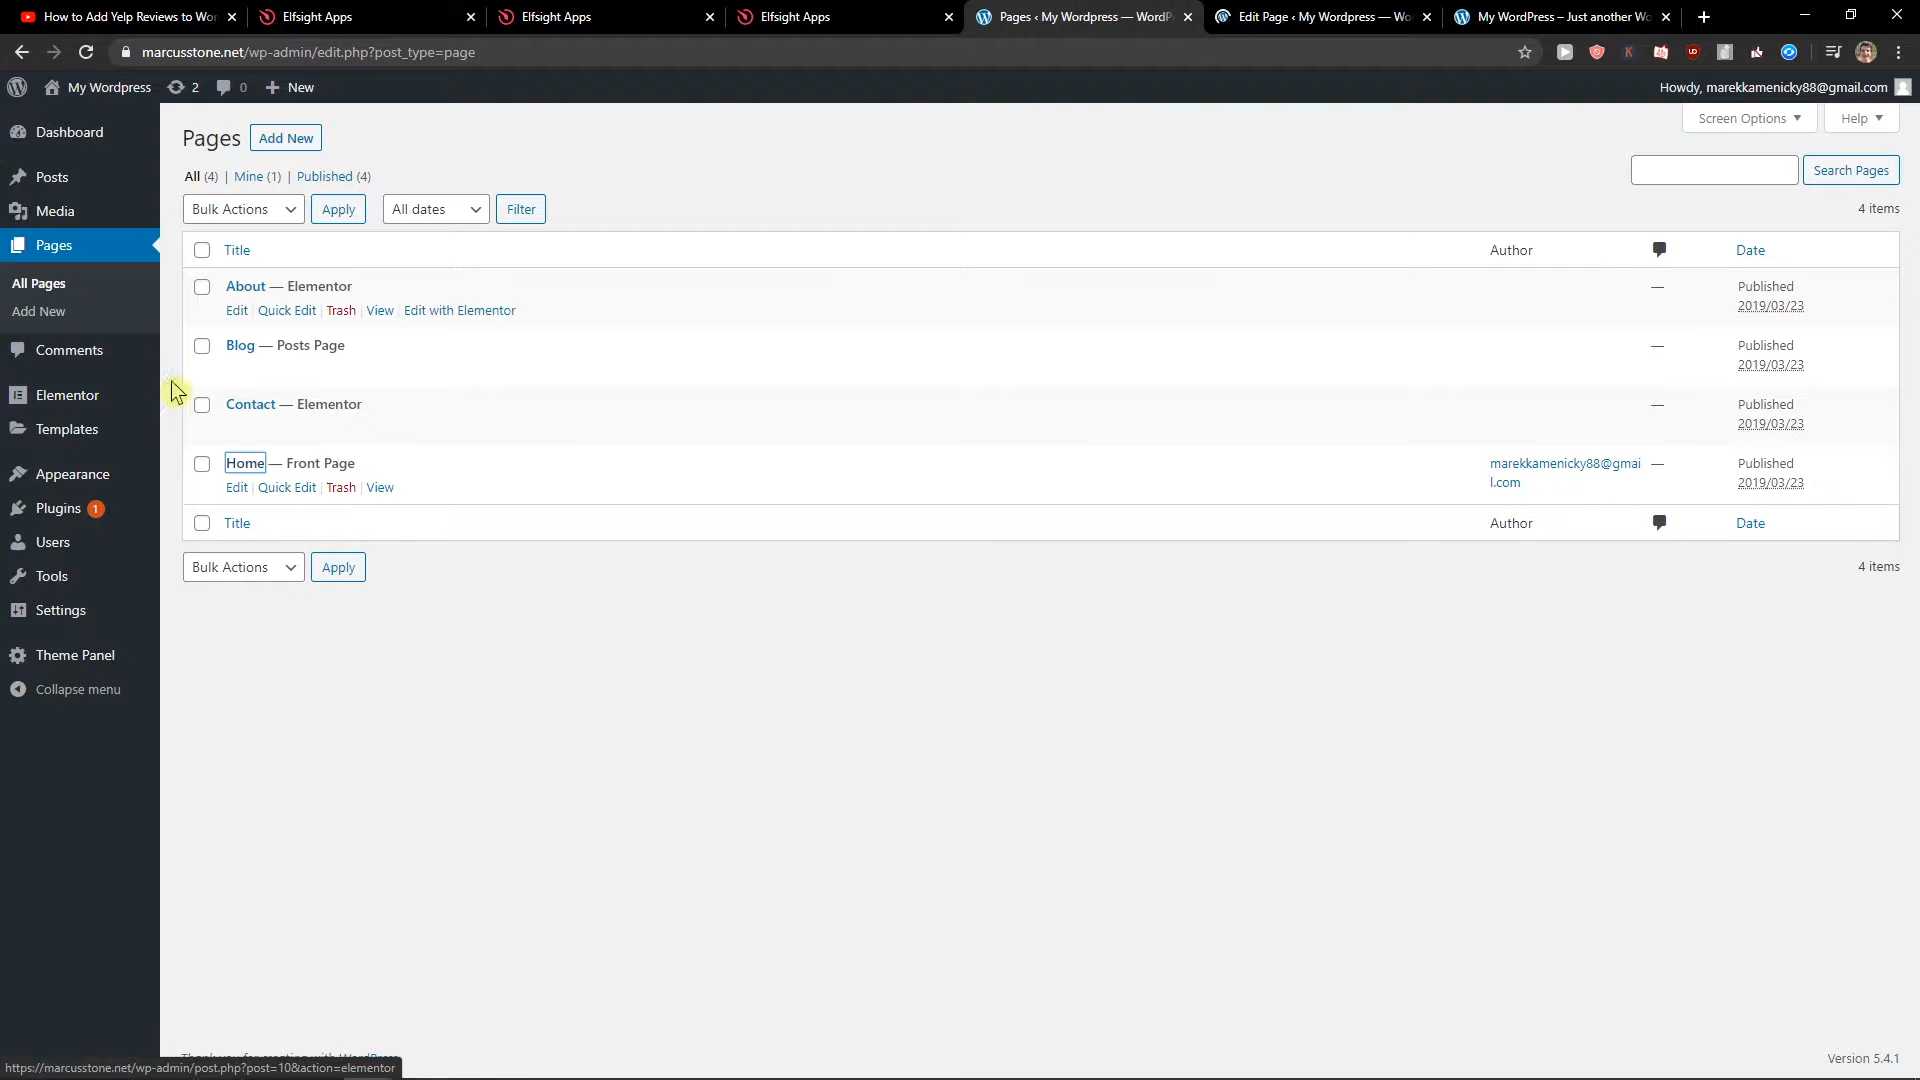 How to Add Yelp Reviews to Wor
Elfsight Apps
Elfsight Apps
Elfsight Apps
Pages ‹ My Wordpress — WordP
Edit Page ‹ My Wordpress — Wo
My WordPress – Just another Wo
marcusstone.net/wp-admin/edit.php?post_type=page
My Wordpress
2
0
New
Howdy, marekkamenicky88@gmail.com
Dashboard
Posts
Media
Pages
All Pages
Add New
Comments
Elementor
Templates
Appearance
Plugins 1
Users
Tools
Settings
Theme Panel
Collapse menu
Screen Options
Help
Pages
Add New
All (4) | Mine (1) | Published (4)
Search Pages
Bulk Actions
Apply
All dates
Filter
4 items
Title
Author
Date
About — Elementor
Edit | Quick Edit | Trash | View | Edit with Elementor
—
Published
2019/03/23
Blog — Posts Page
—
Published
2019/03/23
Contact — Elementor
—
Published
2019/03/23
Home — Front Page
Edit | Quick Edit | Trash | View
marekkamenicky88@gmai
l.com
—
Published
2019/03/23
Title
Author
Date
Bulk Actions
Apply
4 items
Version 5.4.1
https://marcusstone.net/wp-admin/post.php?post=10&action=elementor